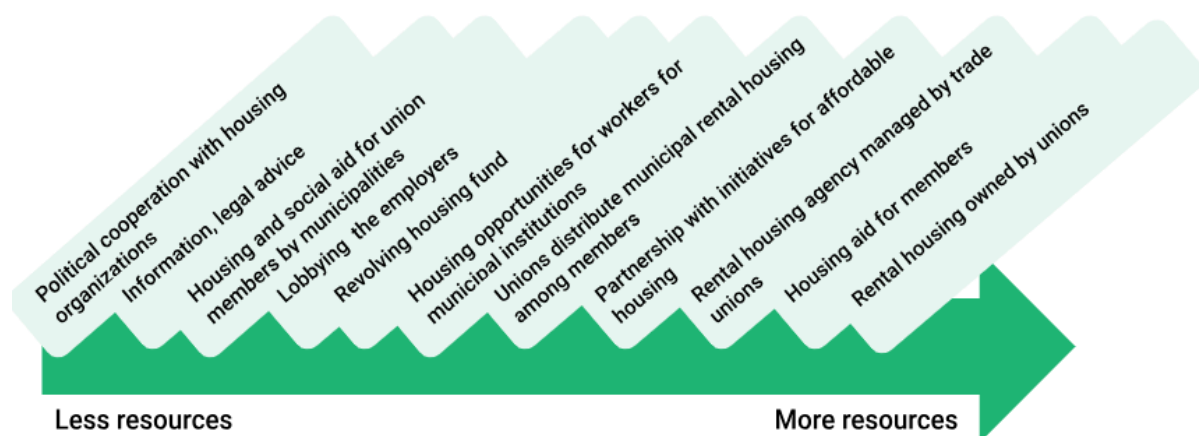 Political cooperation with housing
organizations
Information, legal advice
Housing and social aid for union
members by municipalities
Lobbying the employers
Revolving housing fund
Housing opportunities for workers for
municipal institutions
Unions distribute municipal rental housing
among members
Partnership with initiatives for affordable
housing
Rental housing agency managed by trade
unions
Housing aid for members
Rental housing owned by unions
Less resources
More resources